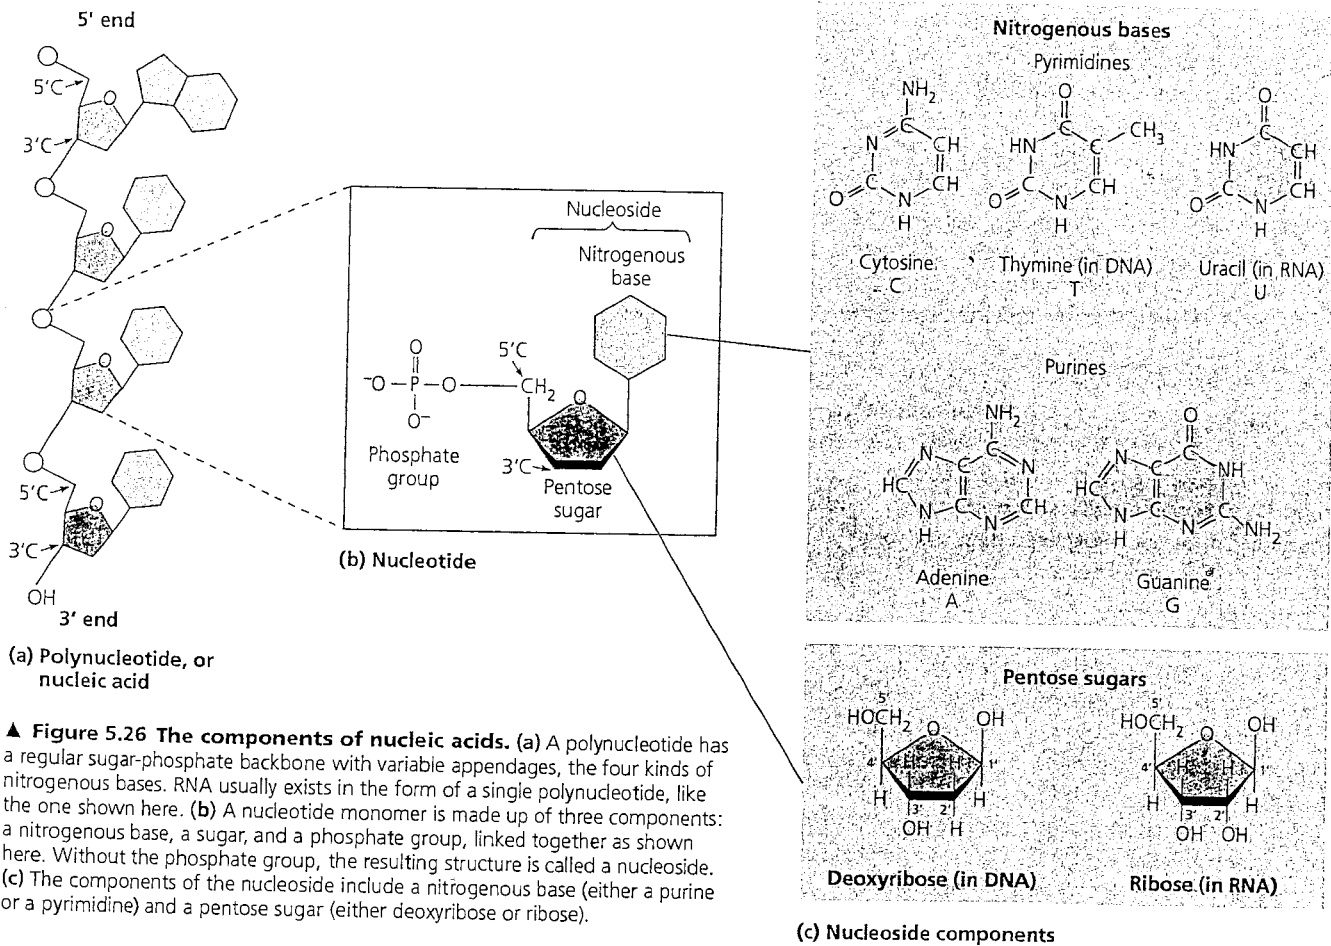 5' end
5'C
O
3'C
O
O
O
5'C
O
3'C
OH
3' end
(a) Polynucleotide, or
nucleic acid
Nucleoside
Nitrogenous
base
O
5'C
⁻O—P—O—CH₂
O⁻
O
Phosphate
group
3'C
Pentose
sugar
(b) Nucleotide
Nitrogenous bases
Pyrimidines
NH₂
C
N
CH
C
CH
O
N
H
Cytosine
C
O
C
CH₃
HN
C
C
CH
O
N
H
Thymine (in DNA)
T
O
C
HN
CH
C
CH
O
N
H
Uracil (in RNA)
U
Purines
NH₂
N
C
C
N
HC
C
CH
N
N
H
Adenine
A
O
N
C
C
NH
HC
C
C
N
N
NH₂
H
Guanine
G
Pentose sugars
5'
HOCH₂
O
OH
4'
H
H
1'
H
3'
2'
H
OH
H
Deoxyribose (in DNA)
5'
HOCH₂
O
OH
4'
H
H
1'
H
3'
2'
H
OH
OH
Ribose (in RNA)
(c) Nucleoside components
▲ Figure 5.26 The components of nucleic acids. (a) A polynucleotide has
a regular sugar-phosphate backbone with variable appendages, the four kinds of
nitrogenous bases. RNA usually exists in the form of a single polynucleotide, like
the one shown here. (b) A nucleotide monomer is made up of three components:
a nitrogenous base, a sugar, and a phosphate group, linked together as shown
here. Without the phosphate group, the resulting structure is called a nucleoside.
(c) The components of the nucleoside include a nitrogenous base (either a purine
or a pyrimidine) and a pentose sugar (either deoxyribose or ribose).